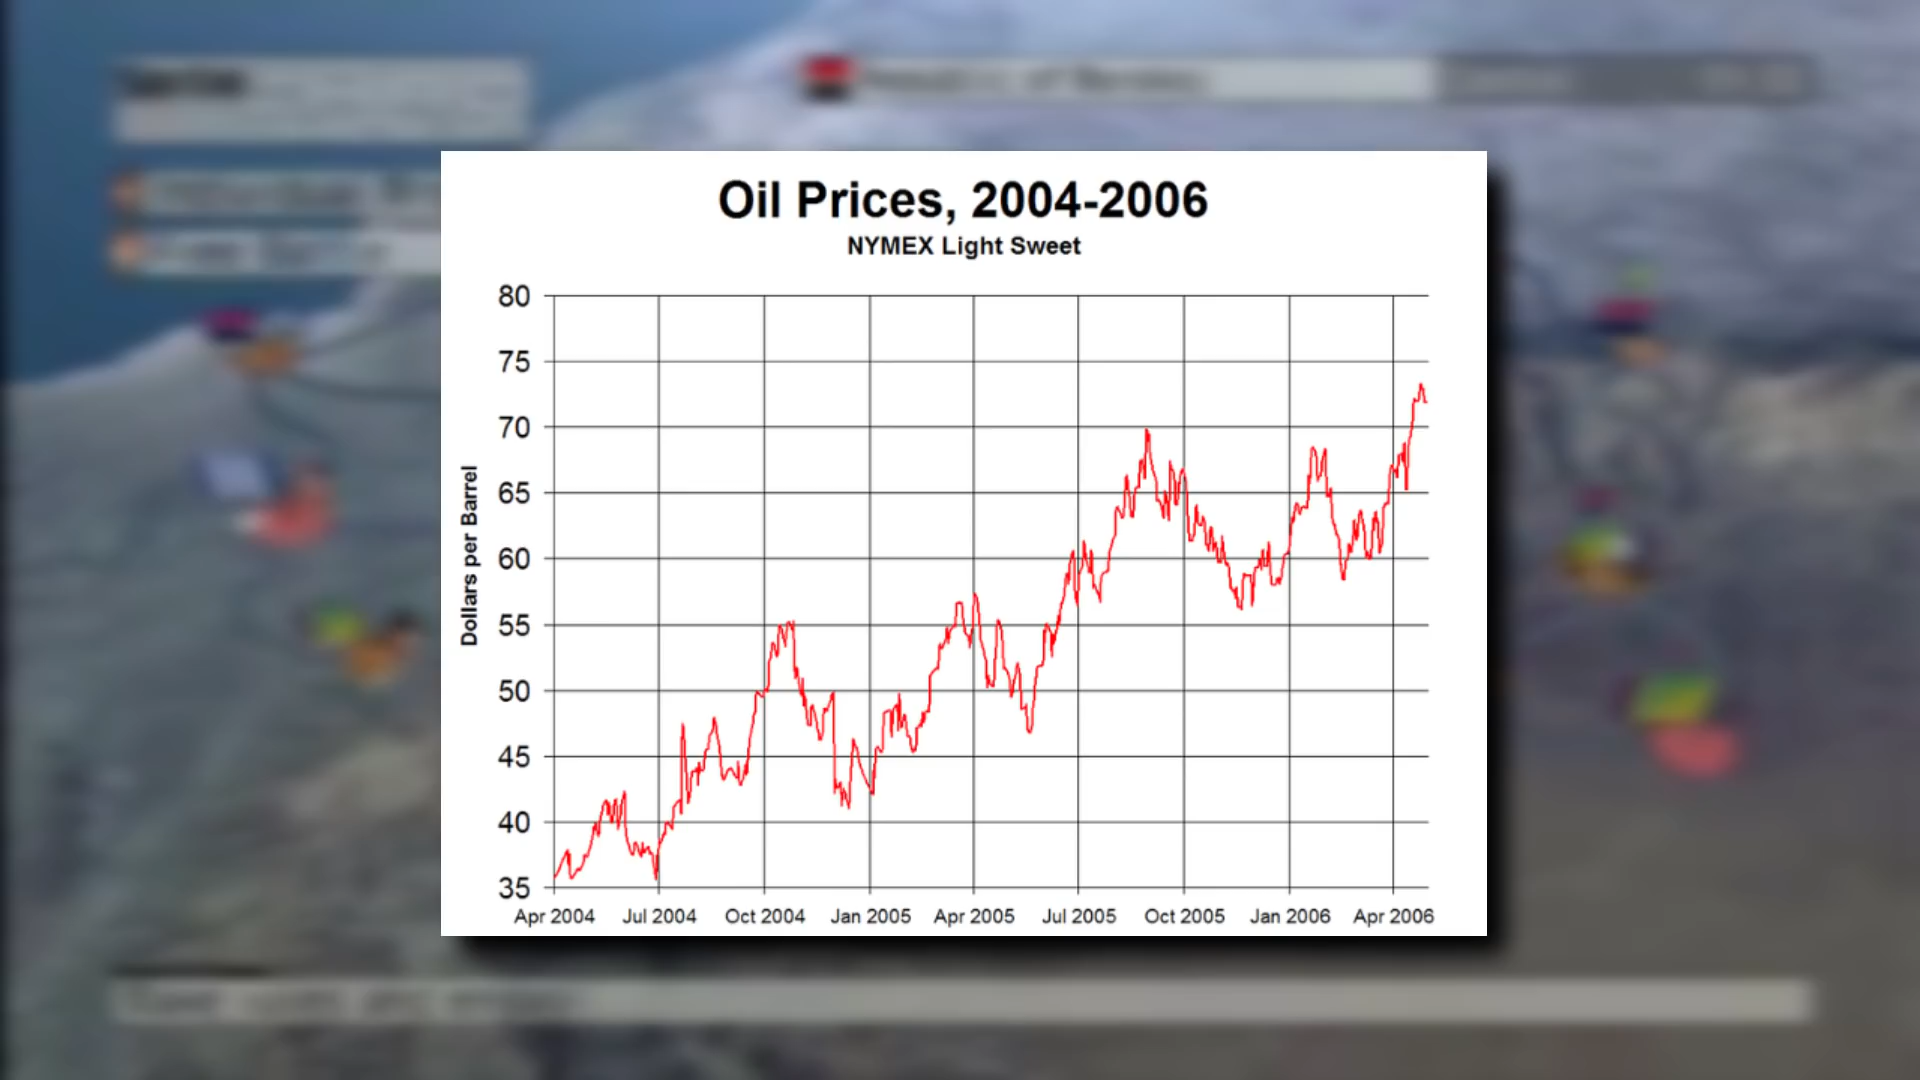 Oil Prices, 2004-2006
NYMEX Light Sweet
Dollars per Barrel
80
75
70
65
60
55
50
45
40
35
Apr 2004 Jul 2004 Oct 2004 Jan 2005 Apr 2005 Jul 2005 Oct 2005 Jan 2006 Apr 2006